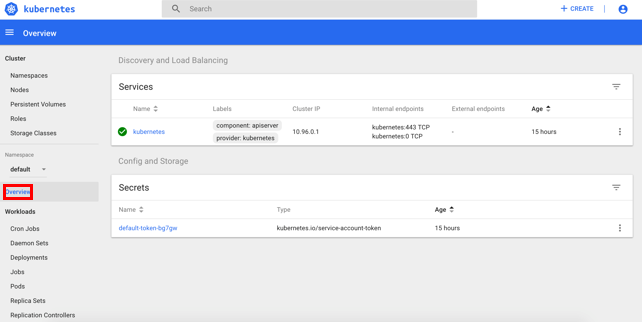 kubernetes
Search
+ CREATE
Overview
Cluster
Namespaces
Nodes
Persistent Volumes
Roles
Storage Classes
Namespace
default
Overview
Workloads
Cron Jobs
Daemon Sets
Deployments
Jobs
Pods
Replica Sets
Replication Controllers
Discovery and Load Balancing
Services
Name Labels Cluster IP Internal endpoints External endpoints Age
kubernetes component: apiserver provider: kubernetes 10.96.0.1 kubernetes:443 TCP kubernetes:0 TCP - 15 hours
Config and Storage
Secrets
Name Type Age
default-token-bg7gw kubernetes.io/service-account-token 15 hours